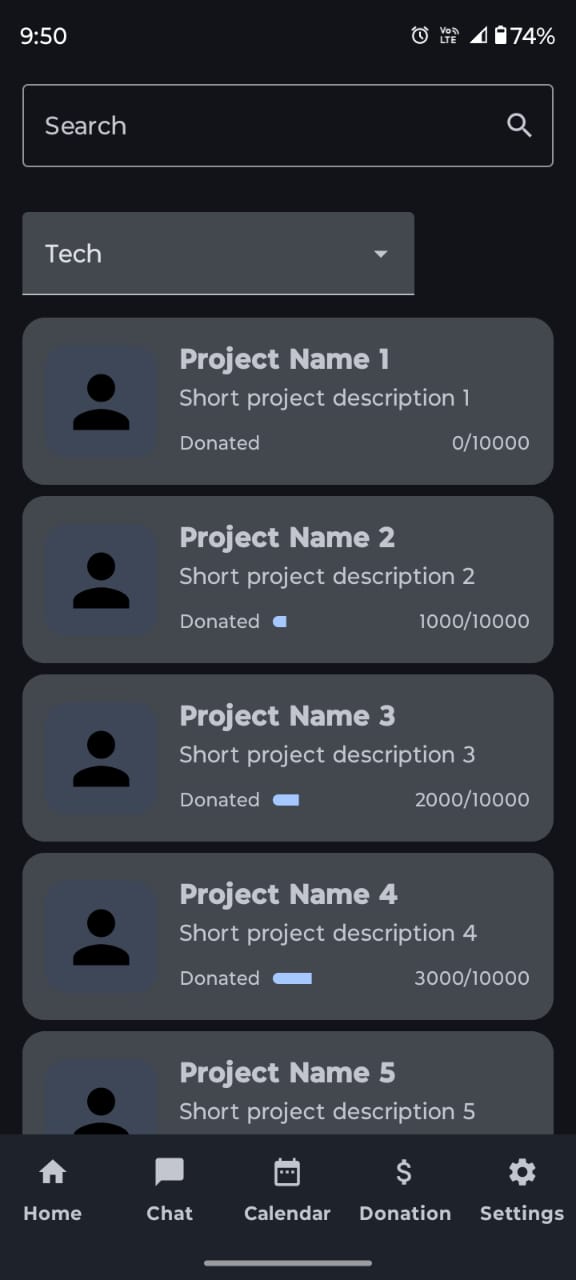 9:50 Vo LTE 74%
Search
Tech
Project Name 1
Short project description 1
Donated 0/10000
Project Name 2
Short project description 2
Donated 1000/10000
Project Name 3
Short project description 3
Donated 2000/10000
Project Name 4
Short project description 4
Donated 3000/10000
Project Name 5
Short project description 5
Home Chat Calendar Donation Settings